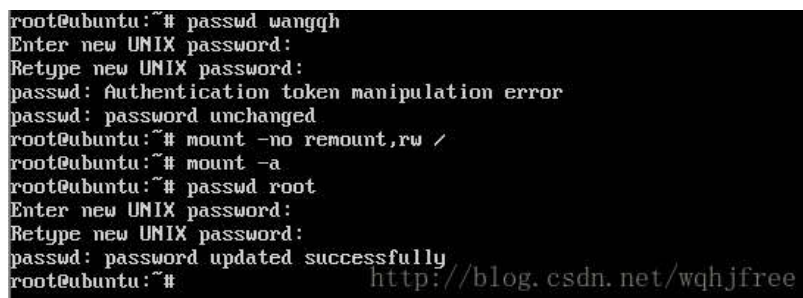 root@ubuntu:~# passwd wangqh
Enter new UNIX password:
Retype new UNIX password:
passwd: Authentication token manipulation error
passwd: password unchanged
root@ubuntu:~# mount -no remount,rw /
root@ubuntu:~# mount -a
root@ubuntu:~# passwd root
Enter new UNIX password:
Retype new UNIX password:
passwd: password updated successfully
root@ubuntu:~#
http://blog.csdn.net/wqhjfree